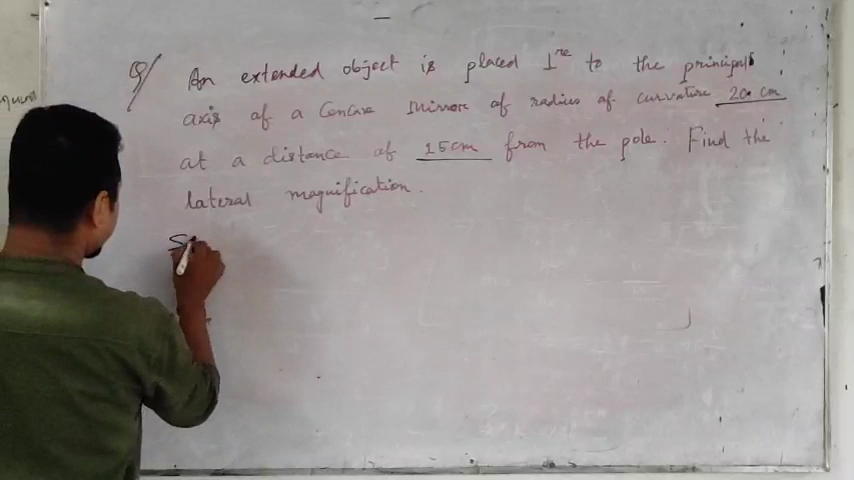 Q/ An extended object is placed ⊥re to the principal
axis of a Concave Mirror of radius of curvature 20 cm
at a distance of 15cm from the pole. Find the
lateral magnification.
S